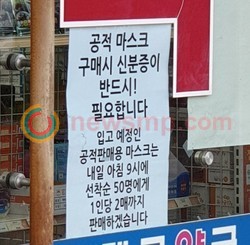 공적 마스크
구매시 신분증이
반드시!
필요합니다
입고 예정인
공적판매용 마스크는
내일 아침 9시에
선착순 50명에게
1인당 2매까지
판매하겠습니다
newsmp.com